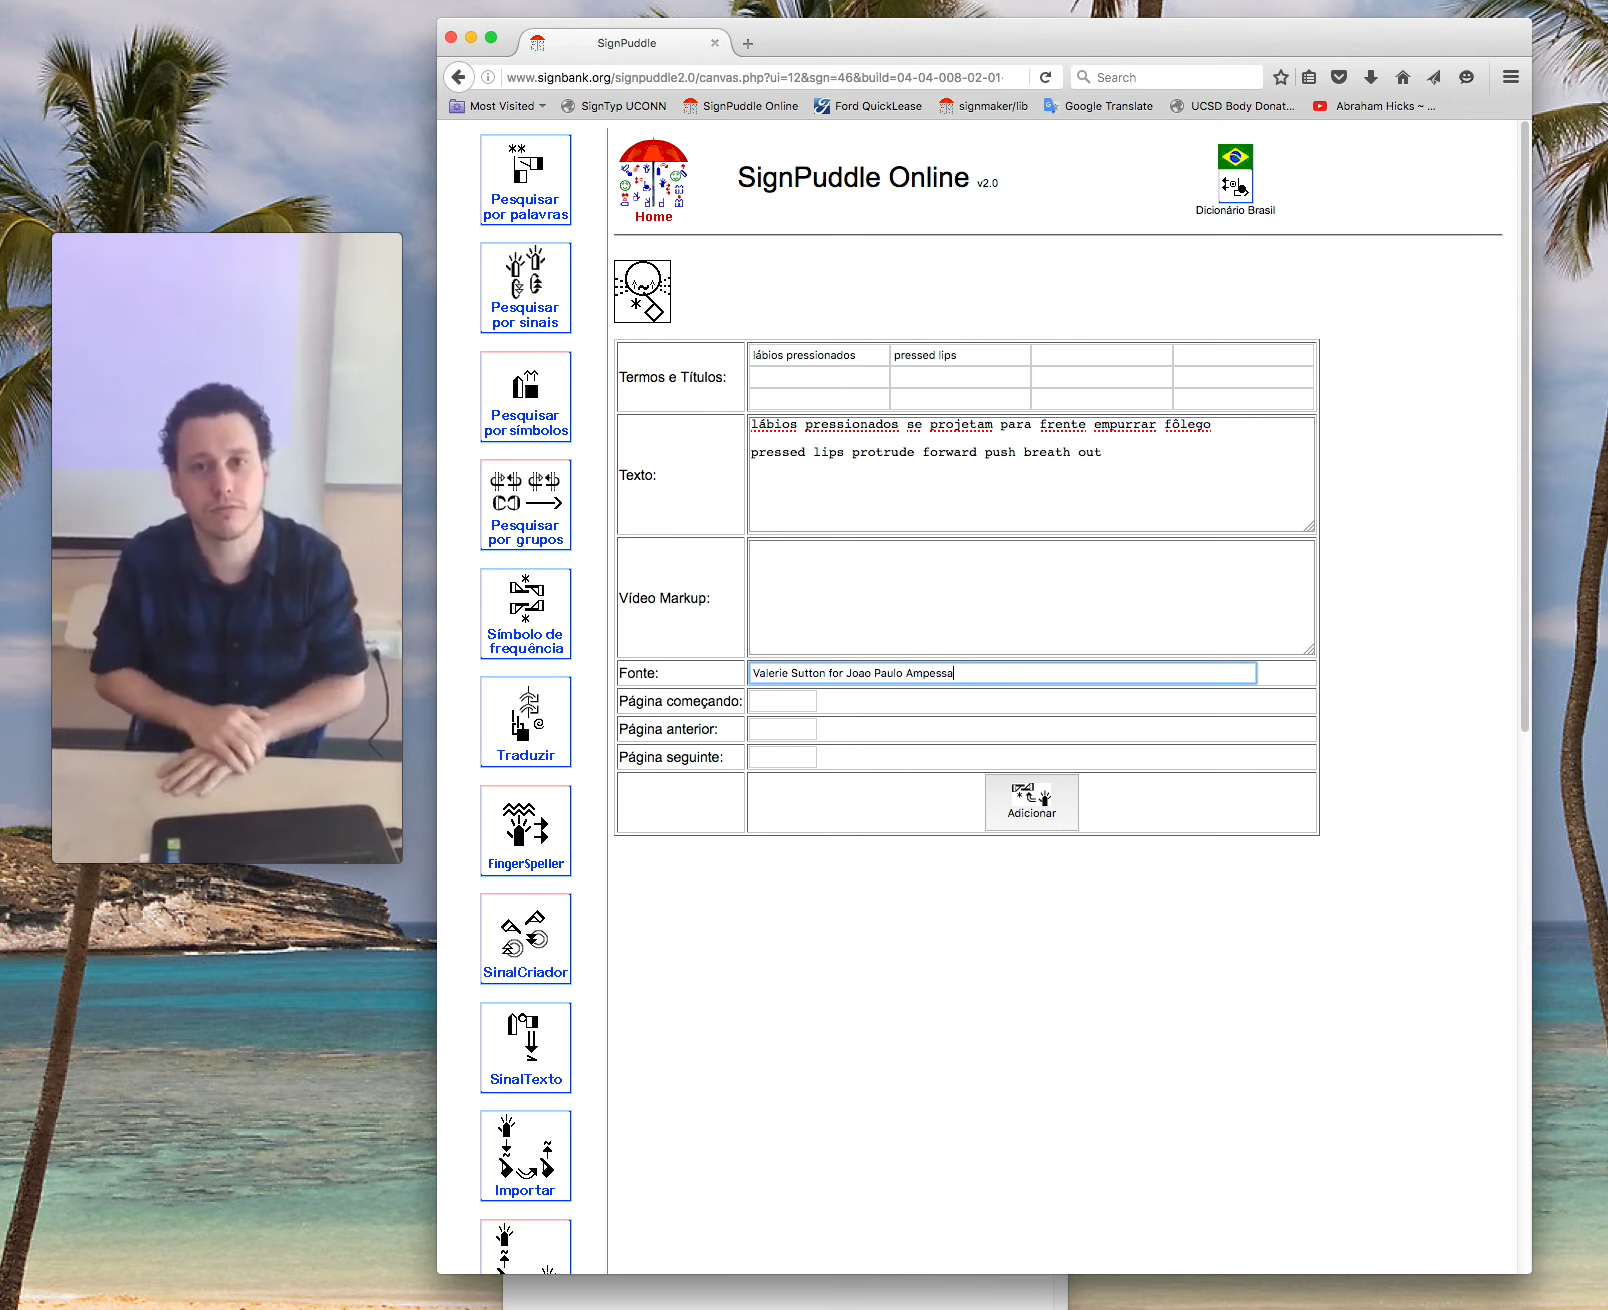 SignPuddle
www.signbank.org/signpuddle2.0/canvas.php?ui=12&sgn=46&build=04-04-008-02-01-
Search
Most Visited
SignTyp UCONN
SignPuddle Online
Ford QuickLease
signmaker/lib
Google Translate
UCSD Body Donat...
Abraham Hicks ~ ...
Pesquisar
por palavras
Pesquisar
por sinais
Pesquisar
por símbolos
Pesquisar
por grupos
Símbolo de
frequência
Traduzir
FingerSpeller
SinalCriador
SinalTexto
Importar
Home
SignPuddle Online v2.0
Dicionário Brasil
Termos e Títulos:
lábios pressionados
pressed lips
Texto:
lábios pressionados se projetam para frente empurrar fôlego
pressed lips protrude forward push breath out
Vídeo Markup:
Fonte:
Valerie Sutton for Joao Paulo Ampessa
Página começando:
Página anterior:
Página seguinte:
Adicionar